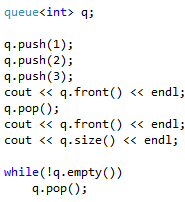 queue<int> q;
q.push(1);
q.push(2);
q.push(3);
cout << q.front() << endl;
q.pop();
cout << q.front() << endl;
cout << q.size() << endl;
while(!q.empty())
    q.pop();